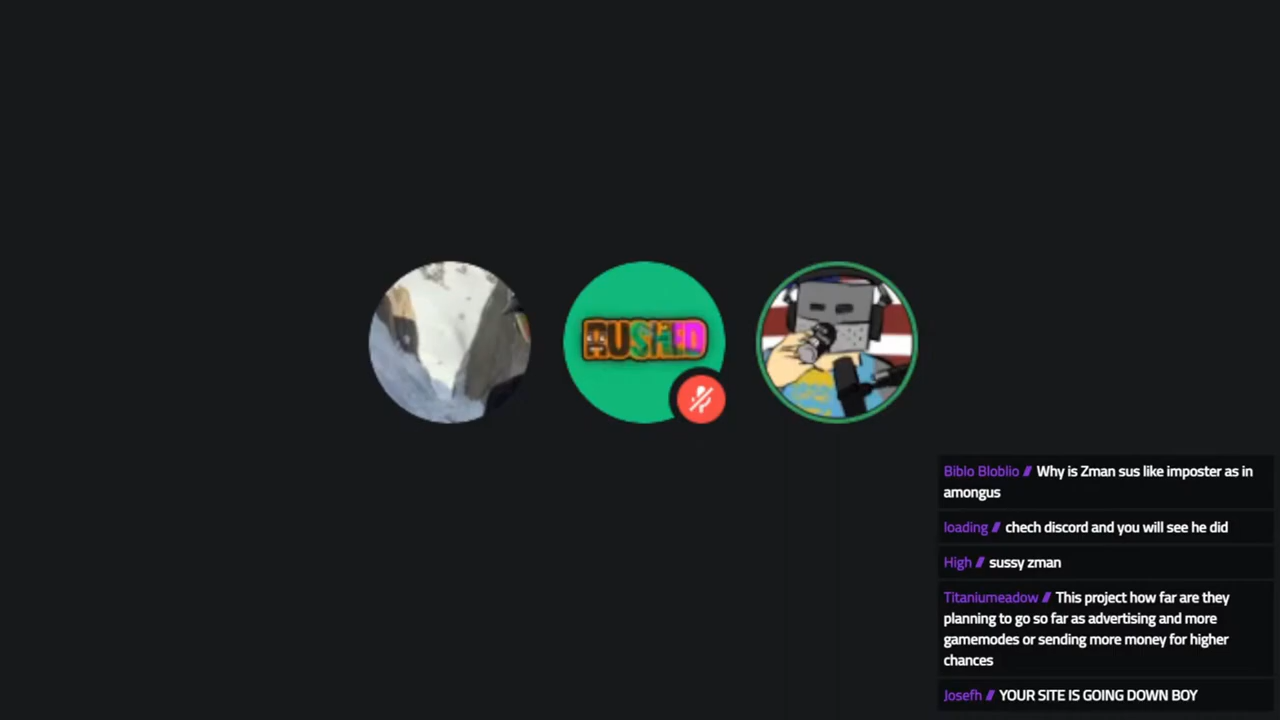 RUSHED
Biblo Bloblio // Why is Zman sus like imposter as in
amongus
loading // chech discord and you will see he did
High // sussy zman
Titaniumeadow // This project how far are they
planning to go so far as advertising and more
gamemodes or sending more money for higher
chances
Josefh // YOUR SITE IS GOING DOWN BOY